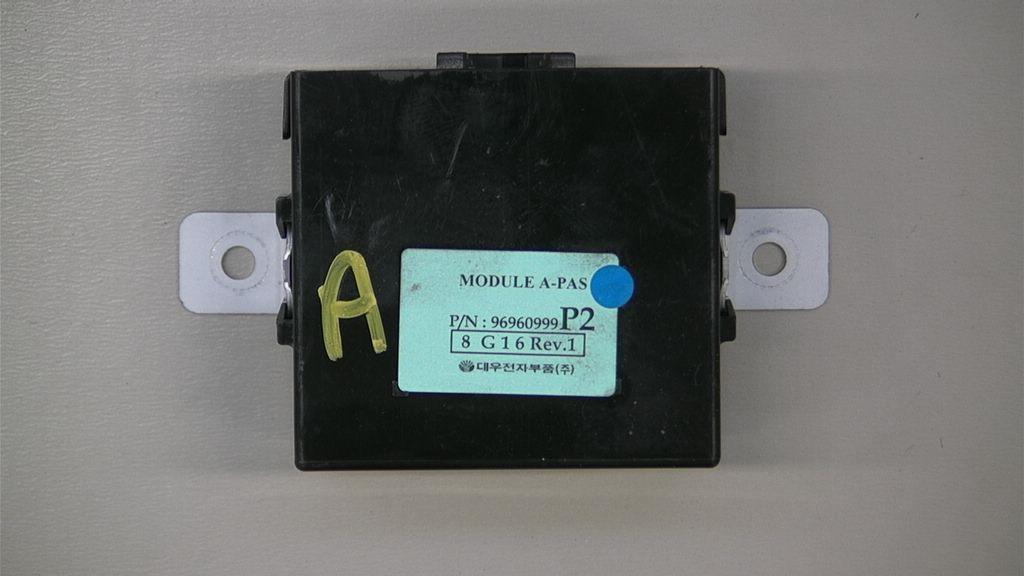 A
MODULE A-PAS
P/N : 96960999 P2
8 G 1 6 Rev.1
대우전자부품(주)